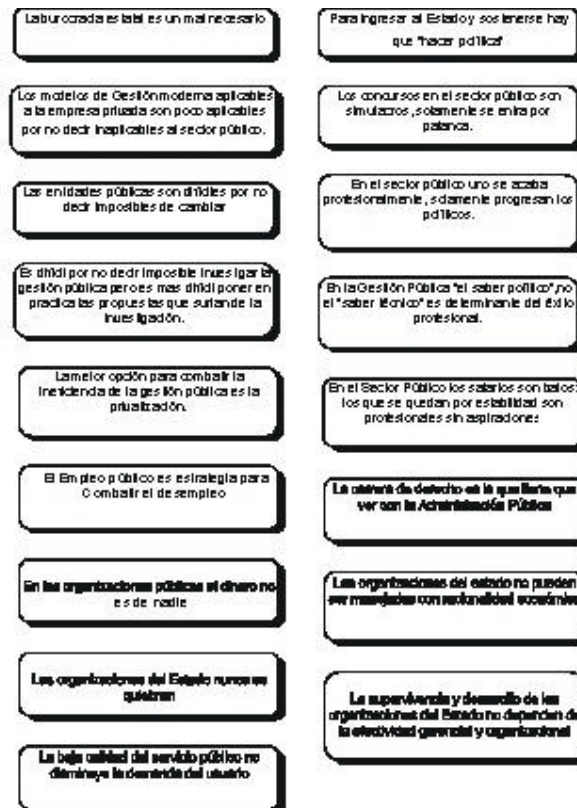 La burocracia estatal es un mal necesario
Los modelos de Gestión moderna aplicables
a la empresa privada son poco aplicables
por no decir inaplicables al sector público.
Las entidades públicas son difíciles por no
decir imposibles de cambiar
Es difícil por no decir imposible investigar la
gestión pública pero es mas difícil poner en
practica las propuestas que surjan de la
investigación.
La mejor opción para combatir la
ineficiencia de la gestión pública es la
privatización.
El Empleo público es estrategia para
Combatir el desempleo
En las organizaciones públicas el dinero no
es de nadie
Las organizaciones del Estado nunca se
quiebran
La baja calidad del servicio público no
disminuye la demanda del usuario
Para ingresar al Estado y sostenerse hay
que "hacer política"
Los concursos en el sector público son
simulacros, solamente se entra por
palanca.
En el sector público uno se acaba
profesionalmente, solamente progresan los
políticos.
En la Gestión Pública "el saber político", no
el "saber técnico" es determinante del éxito
profesional.
En el Sector Público los salarios son bajos:
los que se quedan por estabilidad son
profesionales sin aspiraciones
La carrera de derecho es la que tiene que
ver con la Administración Pública
Las organizaciones del estado no pueden
ser manejadas con racionalidad económica
La supervivencia y desarrollo de las
organizaciones del Estado no dependen de
la efectividad gerencial y organizacional